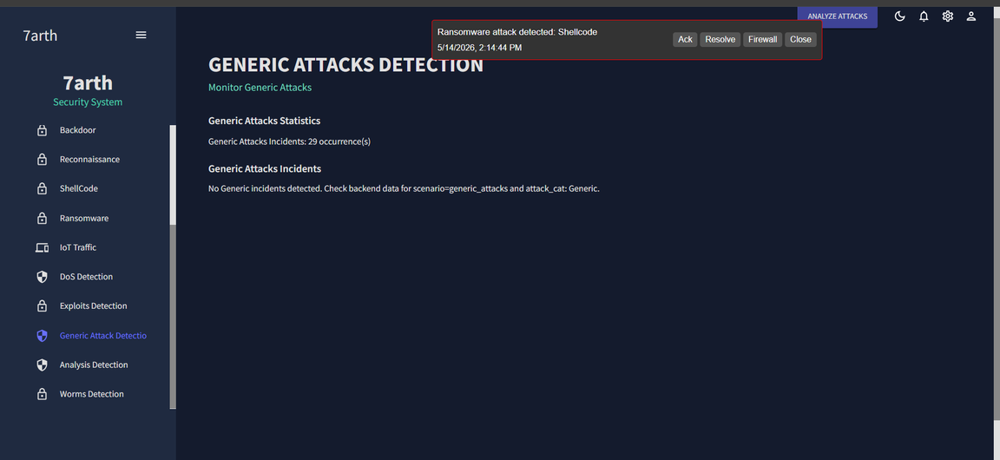 7arth
7arth
Security System
Backdoor
Reconnaissance
ShellCode
Ransomware
IoT Traffic
DoS Detection
Exploits Detection
Generic Attack Detectio
Analysis Detection
Worms Detection
ANALYZE ATTACKS
Ransomware attack detected: Shellcode
5/14/2026, 2:14:44 PM
Ack Resolve Firewall Close
GENERIC ATTACKS DETECTION
Monitor Generic Attacks
Generic Attacks Statistics
Generic Attacks Incidents: 29 occurrence(s)
Generic Attacks Incidents
No Generic incidents detected. Check backend data for scenario=generic_attacks and attack_cat: Generic.